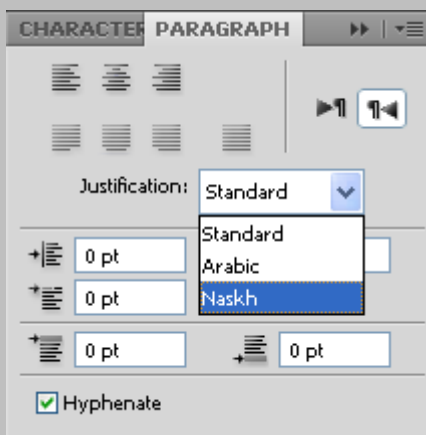 CHARACTER PARAGRAPH
Justification: Standard
Standard
Arabic
Naskh
0 pt
0 pt
0 pt 0 pt
Hyphenate